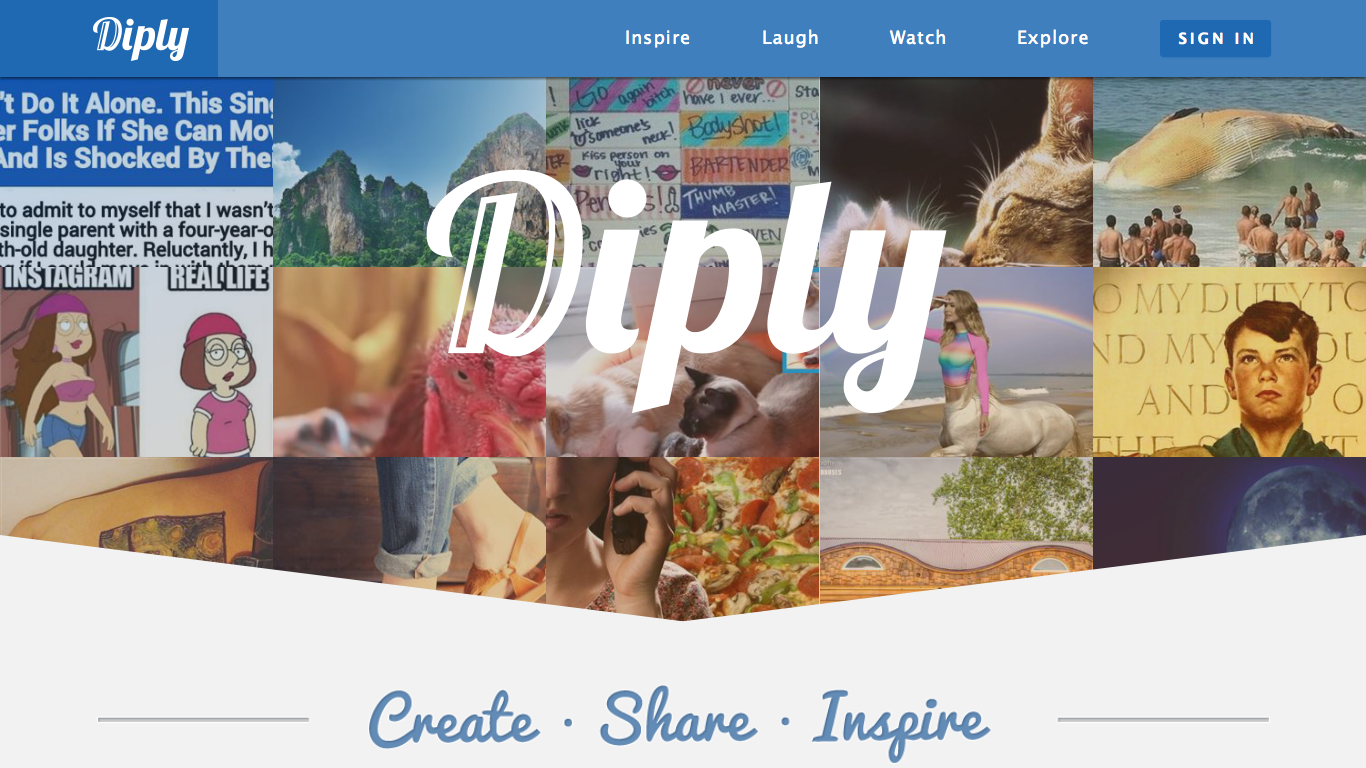 Diply
Inspire
Laugh
Watch
Explore
SIGN IN
't Do It Alone. This Sing
er Folks If She Can Mov
And Is Shocked By The
to admit to myself that I wasn't
single parent with a four-year-o
th-old daughter. Reluctantly, I h
GO again bitch
never
have I ever...
Sta
lick
someone's
neck!
Bodyshot!
kiss person on
your
right!
BARTENDER
THUMB
MASTER!
Diply
INSTAGRAM
REAL LIFE
O MY DUTY TO
ND MY
OU
AND
O
THE
Create · Share · Inspire